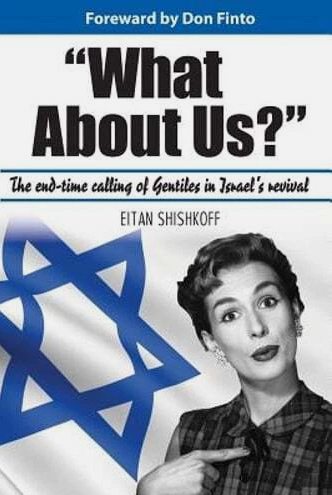 Foreward by Don Finto
“What
About Us?”
The end-time calling of Gentiles in Israel's revival
EITAN SHISHKOFF